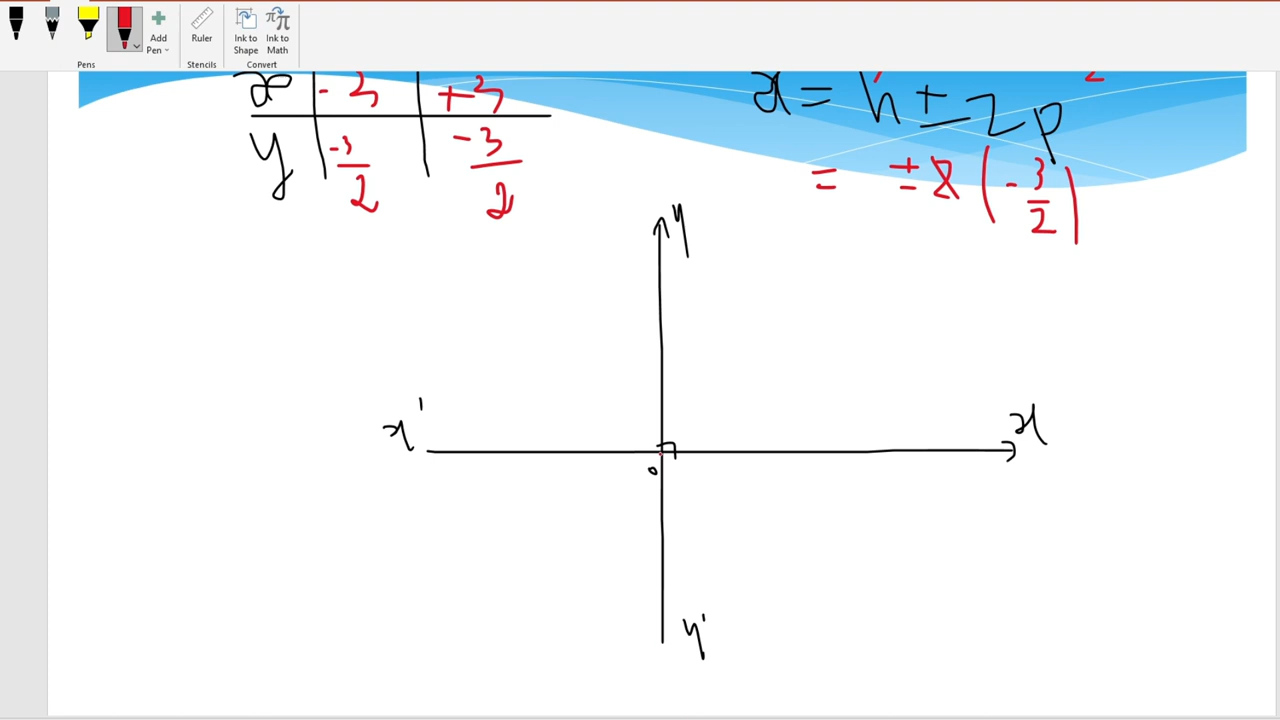 Add Pen
Ruler
Ink to Shape
Ink to Math
Pens
Stencils
Convert
x | -3 | +3
y | -3/2 | -3/2
x = h ± 2p
= ± 2(-3/2)
y
x'
x
0
y'